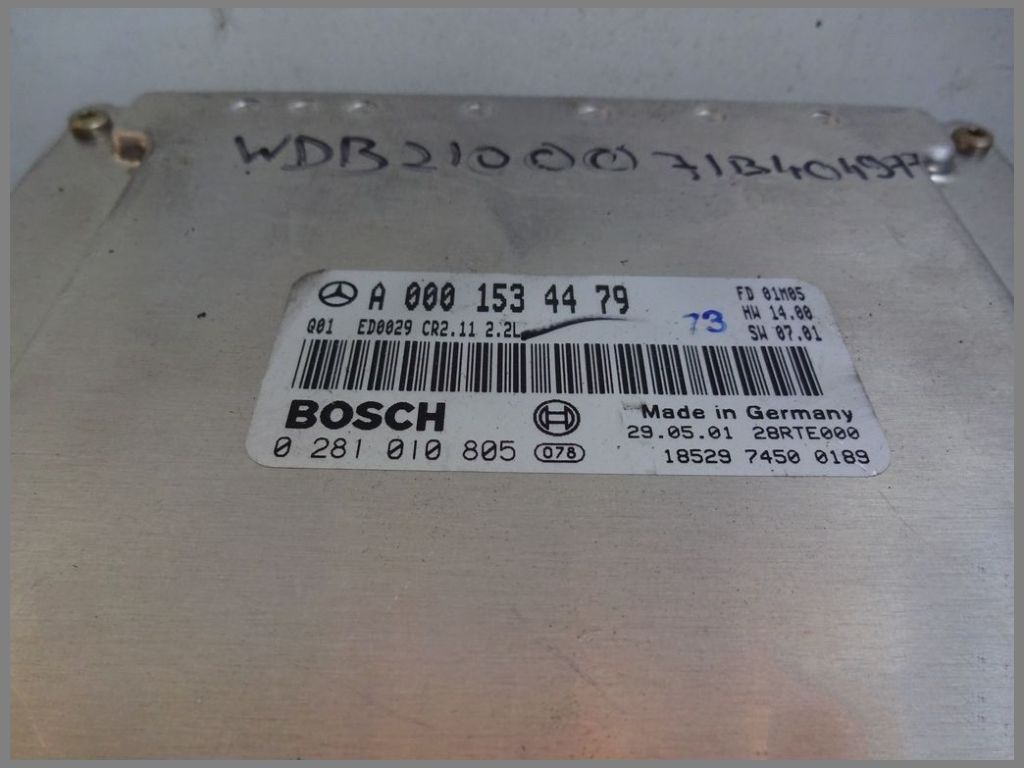 WDB2100071B404977
A 000 153 44 79
FD 01M05
HW 14.00
SW 07.01
Q01 ED0029 CR2.11 2.2L
73
BOSCH
Made in Germany
29.05.01 28RTE000
0 281 010 805 078
18529 7450 0189